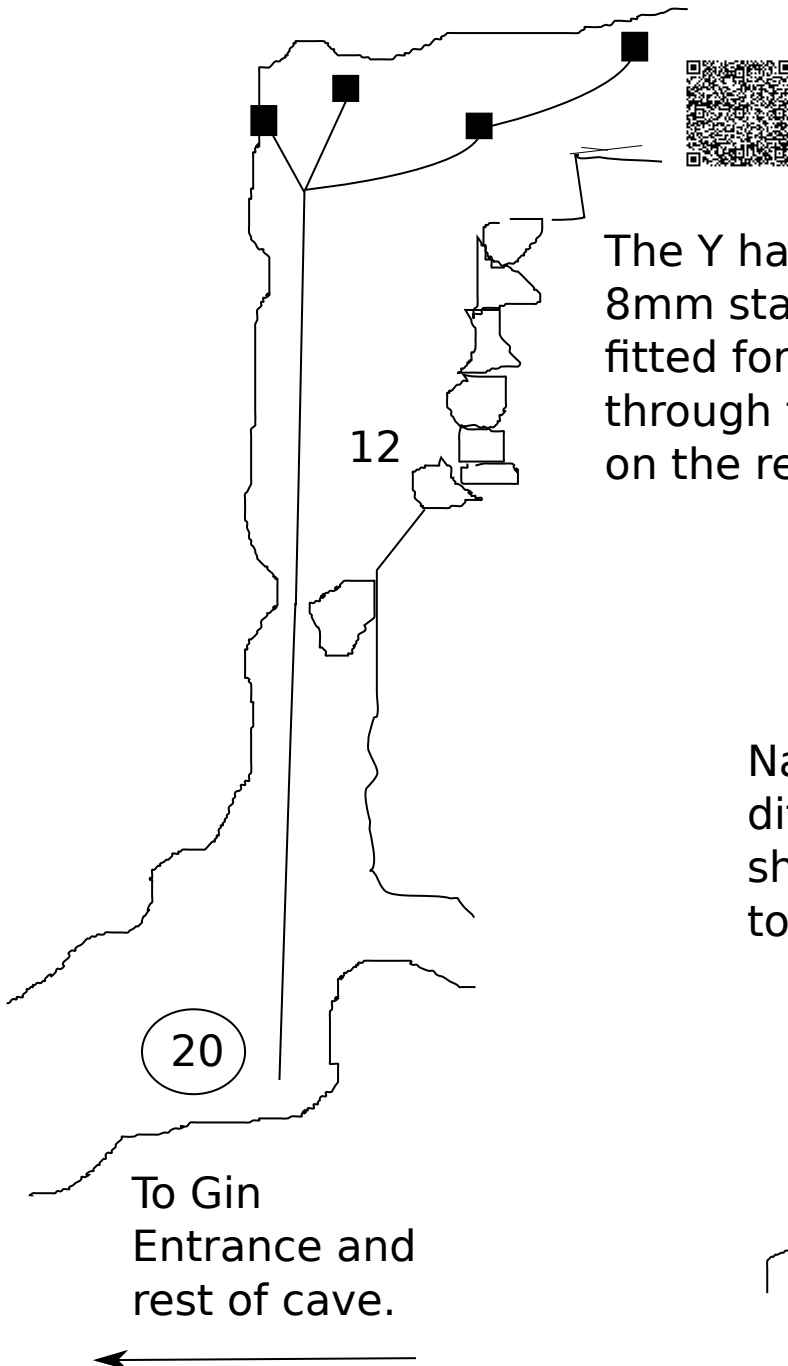 The Y ha
8mm sta
fitted for
through
on the re
12
Na
sh
to
20
To Gin
Entrance and
rest of cave.